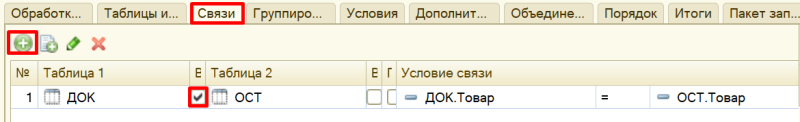 Обработк... Таблицы и... Связи Группиро... Условия Дополнит... Объедине... Порядок Итоги Пакет зап...
№ Таблица 1 В Таблица 2 В Г Условие связи
1 ДОК ОСТ ДОК.Товар = ОСТ.Товар